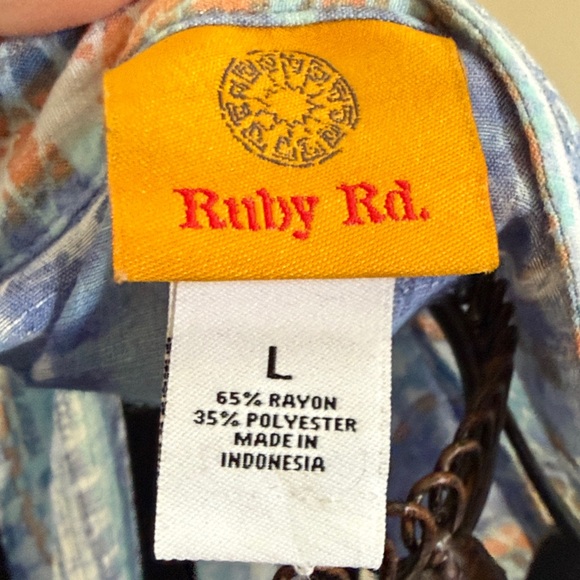 Ruby Rd.
L
65% RAYON
35% POLYESTER
MADE IN
INDONESIA